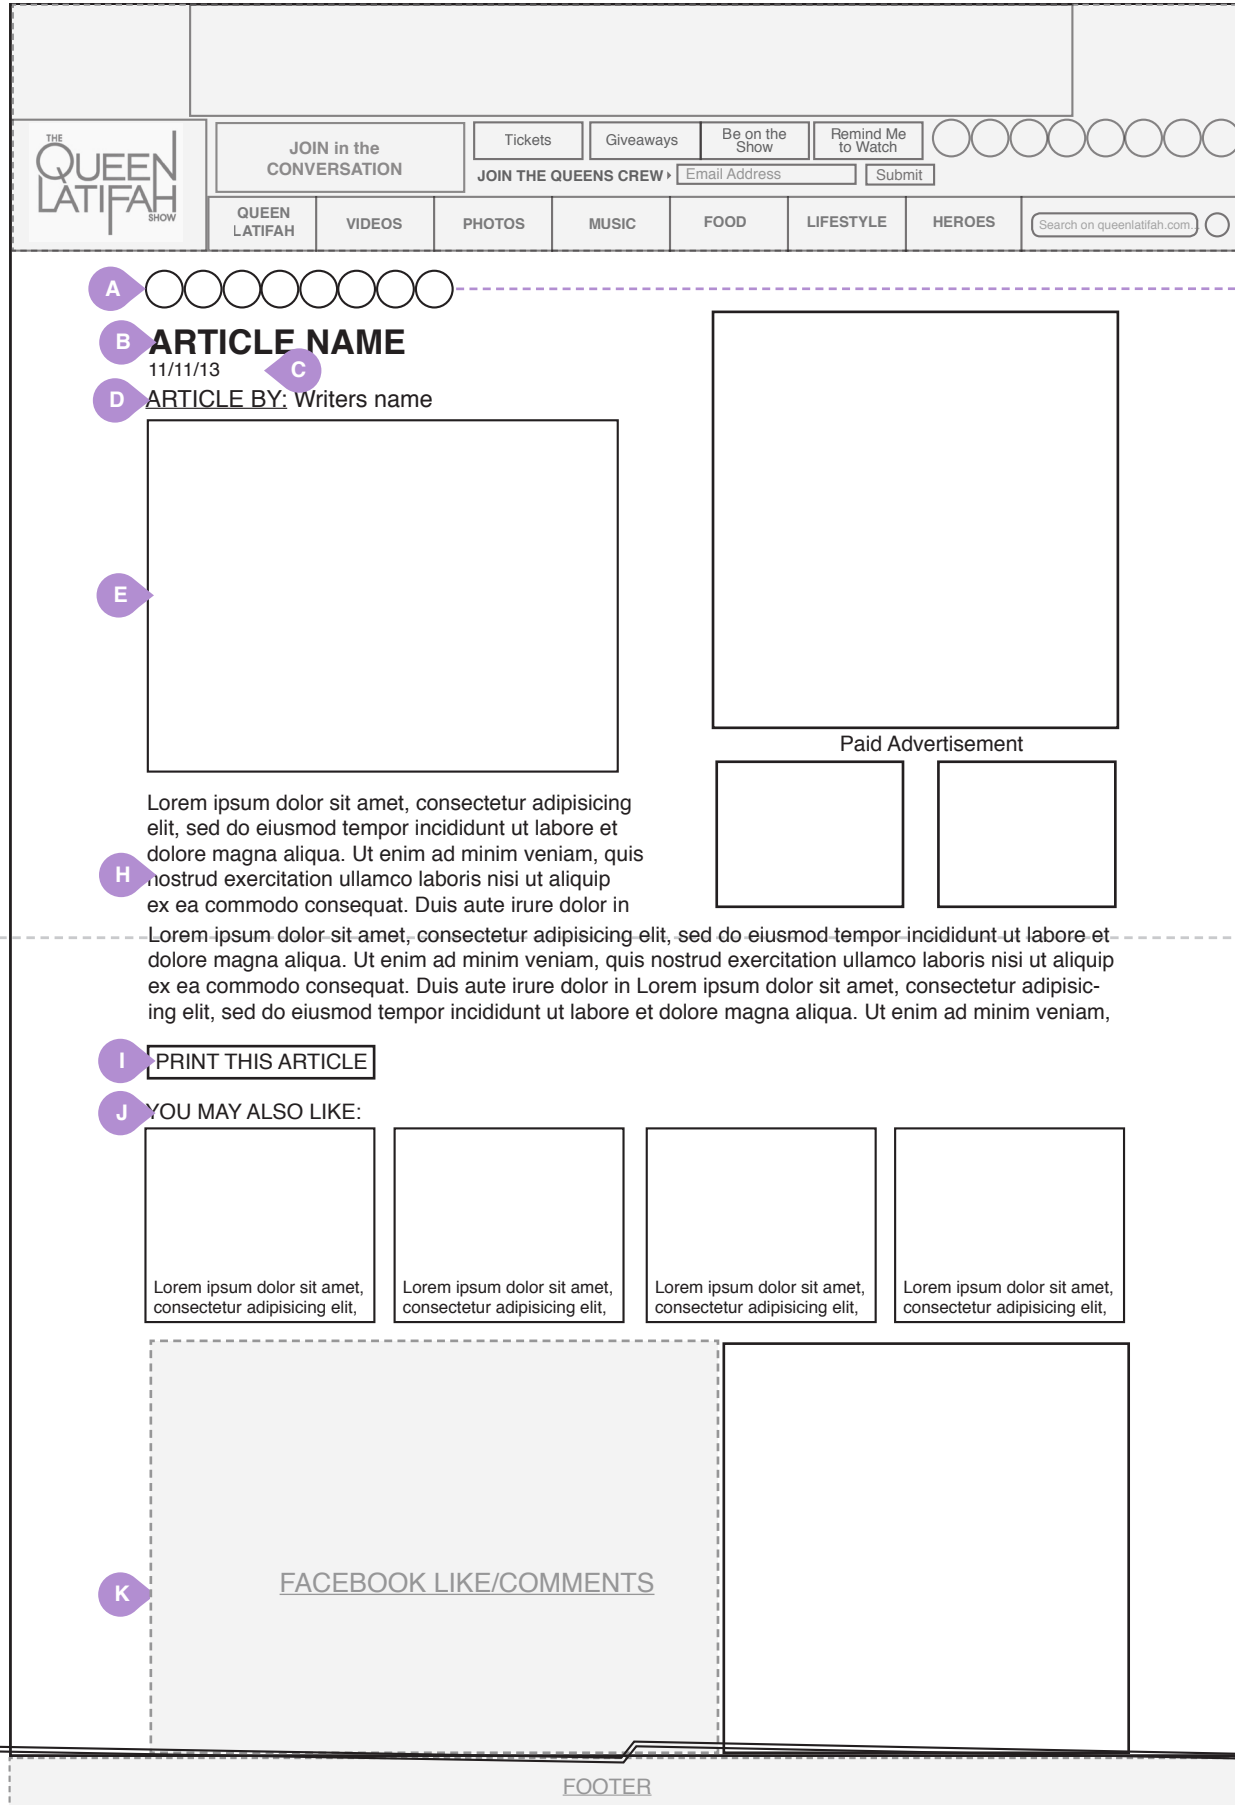 THE
QUEEN
LATIFAH
SHOW
JOIN in the
CONVERSATION
Tickets
Giveaways
Be on the
Show
Remind Me
to Watch
JOIN THE QUEENS CREW
Email Address
Submit
QUEEN
LATIFAH
VIDEOS
PHOTOS
MUSIC
FOOD
LIFESTYLE
HEROES
Search on queenlatifah.com...
A
B
ARTICLE NAME
11/11/13
C
D
ARTICLE BY: Writers name
E
Paid Advertisement
Lorem ipsum dolor sit amet, consectetur adipisicing
elit, sed do eiusmod tempor incididunt ut labore et
dolore magna aliqua. Ut enim ad minim veniam, quis
H
nostrud exercitation ullamco laboris nisi ut aliquip
ex ea commodo consequat. Duis aute irure dolor in
Lorem ipsum dolor sit amet, consectetur adipisicing elit, sed do eiusmod tempor incididunt ut labore et
dolore magna aliqua. Ut enim ad minim veniam, quis nostrud exercitation ullamco laboris nisi ut aliquip
ex ea commodo consequat. Duis aute irure dolor in Lorem ipsum dolor sit amet, consectetur adipisic-
ing elit, sed do eiusmod tempor incididunt ut labore et dolore magna aliqua. Ut enim ad minim veniam,
I
PRINT THIS ARTICLE
J
YOU MAY ALSO LIKE:
Lorem ipsum dolor sit amet,
consectetur adipisicing elit,
Lorem ipsum dolor sit amet,
consectetur adipisicing elit,
Lorem ipsum dolor sit amet,
consectetur adipisicing elit,
Lorem ipsum dolor sit amet,
consectetur adipisicing elit,
K
FACEBOOK LIKE/COMMENTS
FOOTER